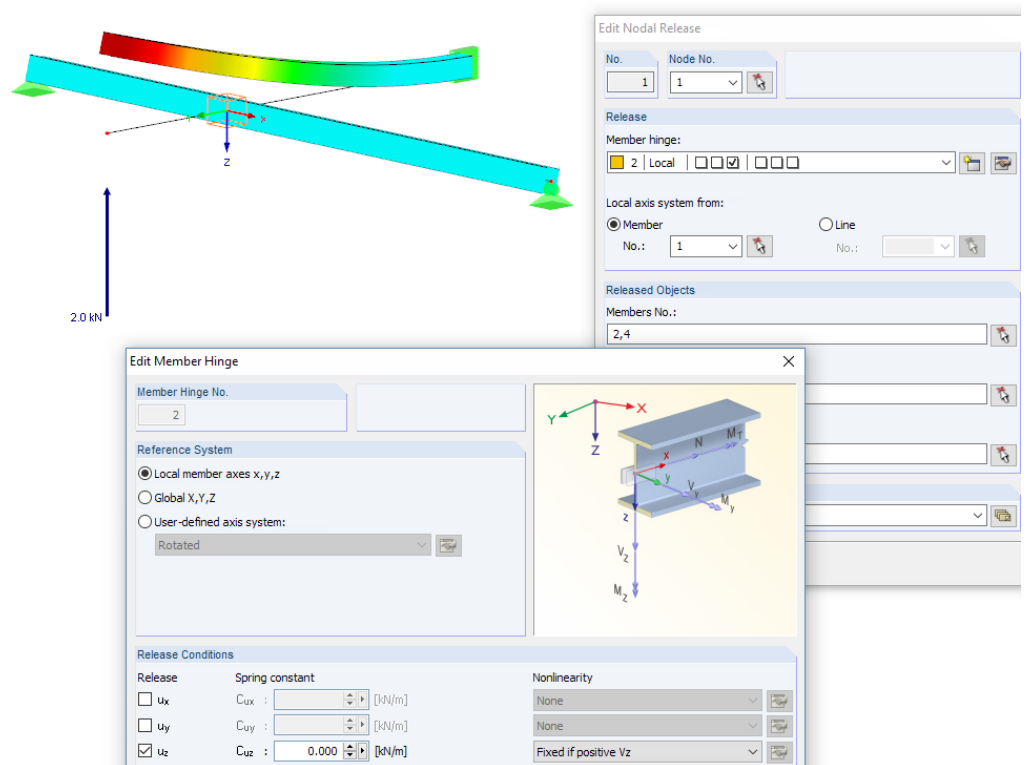 Edit Nodal Release
No. Node No.
1 1
Release
Member hinge:
2 Local
Local axis system from:
Member Line
No.: 1 No.:
Released Objects
Members No.:
2,4
x
Z
2.0 kN
Edit Member Hinge
Member Hinge No.
2
Reference System
Local member axes x,y,z
Global X,Y,Z
User-defined axis system:
Rotated
X
Y
Z
N
MT
x
y
Vy
My
z
Vz
Mz
Release Conditions
Release Spring constant Nonlinearity
ux Cux : [kN/m] None
uy Cuy : [kN/m] None
uz Cuz : 0.000 [kN/m] Fixed if positive Vz